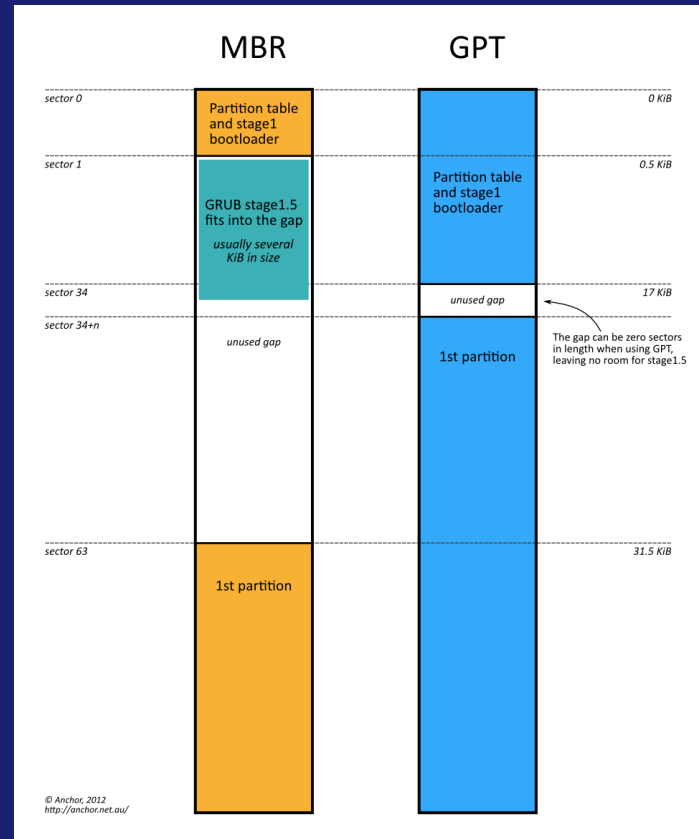 MBR
GPT
sector 0
0 KiB
Partition table
and stage1
bootloader
sector 1
0.5 KiB
GRUB stage1.5
fits into the gap
usually several
KiB in size
Partition table
and stage1
bootloader
sector 34
17 KiB
unused gap
sector 34+n
The gap can be zero sectors
in length when using GPT,
leaving no room for stage1.5
unused gap
1st partition
sector 63
31.5 KiB
1st partition
© Anchor, 2012
http://anchor.net.au/